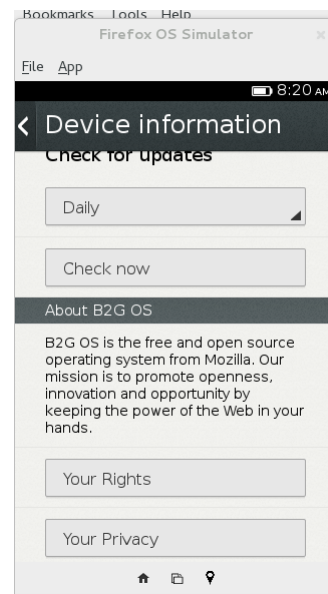 Bookmarks Tools Help
Firefox OS Simulator
File App
8:20 AM
Device information
Check for updates
Daily
Check now
About B2G OS
B2G OS is the free and open source
operating system from Mozilla. Our
mission is to promote openness,
innovation and opportunity by
keeping the power of the Web in your
hands.
Your Rights
Your Privacy